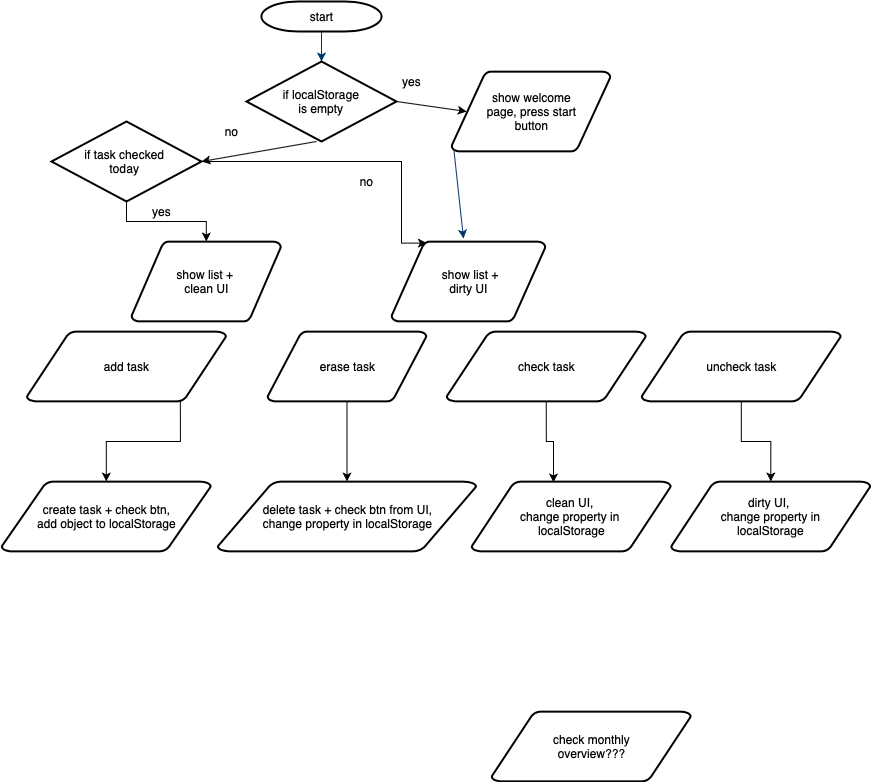 start
if localStorage
is empty
yes
show welcome
page, press start
button
no
if task checked
today
no
yes
show list +
clean UI
show list +
dirty UI
add task
erase task
check task
uncheck task
create task + check btn,
add object to localStorage
delete task + check btn from UI,
change property in localStorage
clean UI,
change property in
localStorage
dirty UI,
change property in
localStorage
check monthly
overview???